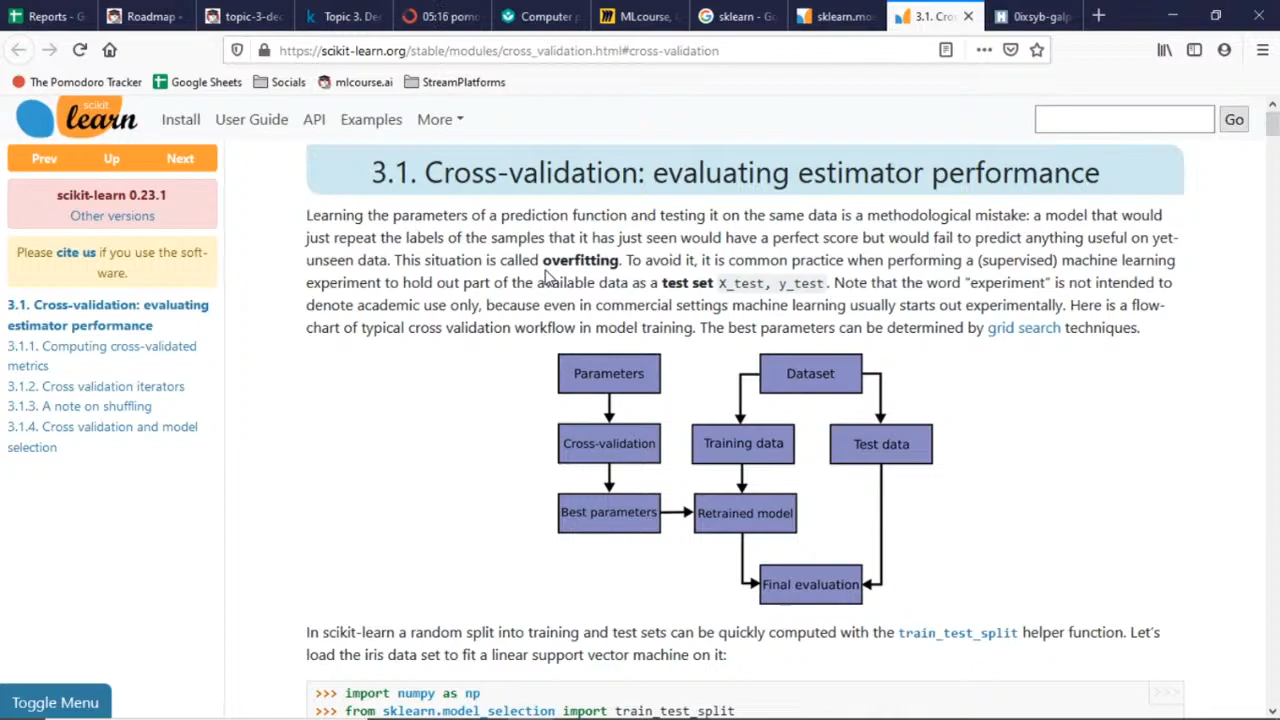 Reports - G
Roadmap -
topic-3-dec
Topic 3. De
05:16 pomo
Computer p
MLcourse,
sklearn - Go
sklearn.mo
3.1. Cro
0ixsyb-galp
https://scikit-learn.org/stable/modules/cross_validation.html#cross-validation
The Pomodoro Tracker
Google Sheets
Socials
mlcourse.ai
StreamPlatforms
scikit
learn
Install
User Guide
API
Examples
More
Go
Prev
Up
Next
scikit-learn 0.23.1
Other versions
Please cite us if you use the soft-
ware.
3.1. Cross-validation: evaluating
estimator performance
3.1.1. Computing cross-validated
metrics
3.1.2. Cross validation iterators
3.1.3. A note on shuffling
3.1.4. Cross validation and model
selection
Toggle Menu
3.1. Cross-validation: evaluating estimator performance
Learning the parameters of a prediction function and testing it on the same data is a methodological mistake: a model that would
just repeat the labels of the samples that it has just seen would have a perfect score but would fail to predict anything useful on yet-
unseen data. This situation is called overfitting. To avoid it, it is common practice when performing a (supervised) machine learning
experiment to hold out part of the available data as a test set X_test, y_test. Note that the word “experiment” is not intended to
denote academic use only, because even in commercial settings machine learning usually starts out experimentally. Here is a flow-
chart of typical cross validation workflow in model training. The best parameters can be determined by grid search techniques.
Parameters
Dataset
Cross-validation
Training data
Test data
Best parameters
Retrained model
Final evaluation
In scikit-learn a random split into training and test sets can be quickly computed with the train_test_split helper function. Let’s
load the iris data set to fit a linear support vector machine on it:
>>> import numpy as np
>>> from sklearn.model_selection import train_test_split
>>>